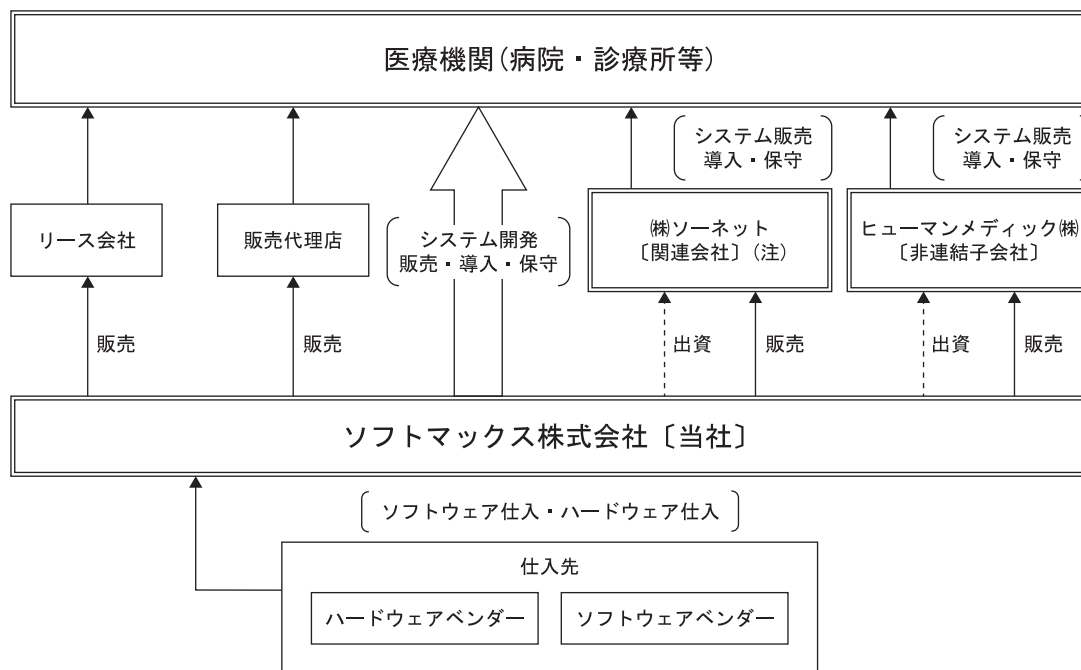 医療機関(病院・診療所等)
システム販売
導入・保守
システム販売
導入・保守
リース会社
販売代理店
システム開発
販売・導入・保守
㈱ソーネット
〔関連会社〕(注)
ヒューマンメディック㈱
〔非連結子会社〕
販売
販売
出資
販売
出資
販売
ソフトマックス株式会社〔当社〕
ソフトウェア仕入・ハードウェア仕入
仕入先
ハードウェアベンダー
ソフトウェアベンダー